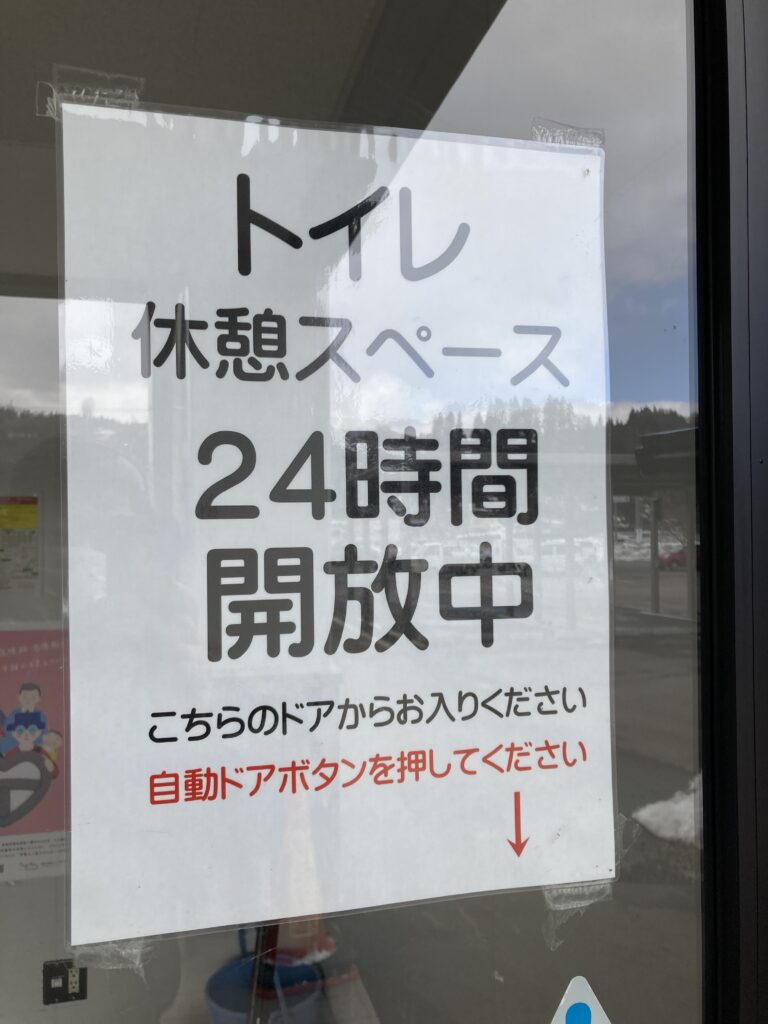 トイレ
休憩スペース
24時間
開放中
こちらのドアからお入りください
自動ドアボタンを押してください
↓